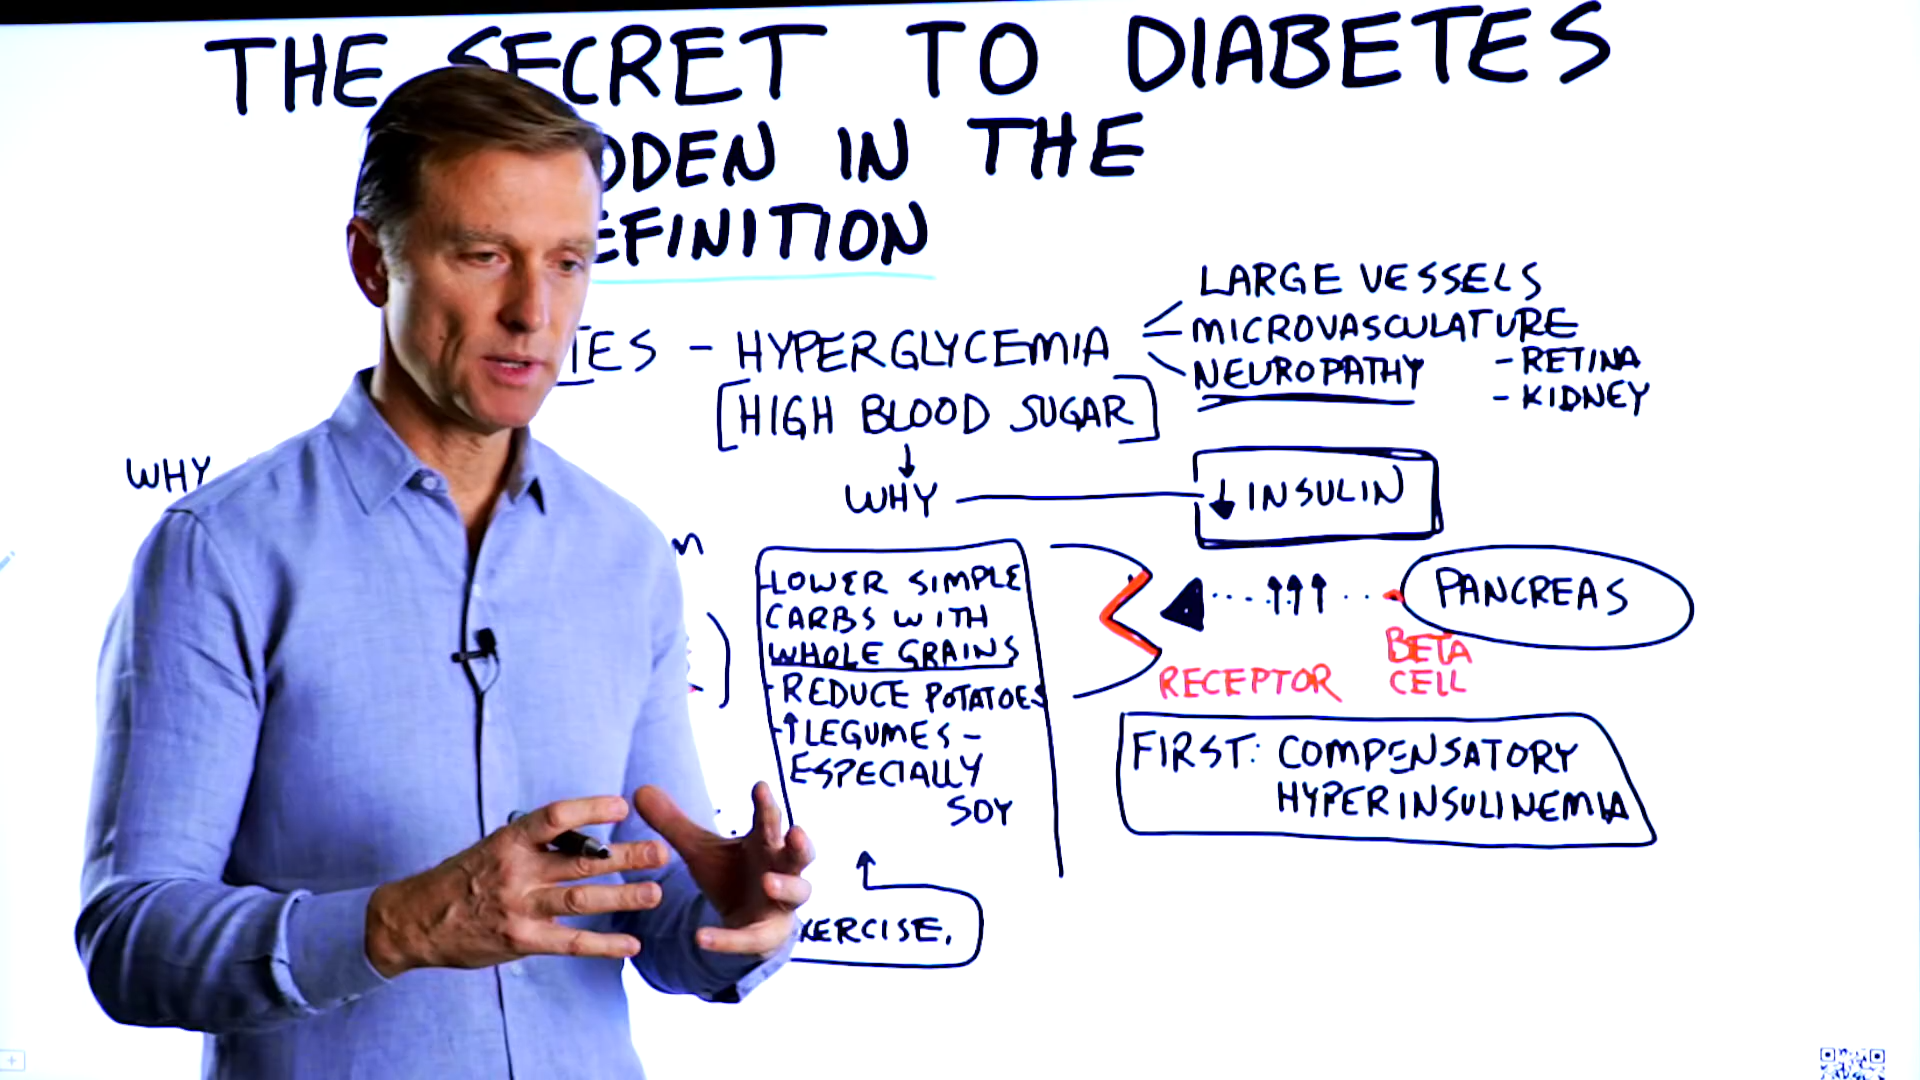 THE SECRET TO DIABETES
DDEN IN THE
EFINITION
TES - HYPERGLYCEMIA
[HIGH BLOOD SUGAR]
LARGE VESSELS
MICROVASCULATURE
NEUROPATHY
- RETINA
- KIDNEY
WHY
WHY
↓ INSULIN
M
-LOWER SIMPLE
CARBS WITH
WHOLE GRAINS
-REDUCE POTATOES
-↑LEGUMES-
ESPECIALLY
SOY
XERCISE.
↑↑↑
PANCREAS
BETA
CELL
RECEPTOR
FIRST: COMPENSATORY
HYPERINSULINEMIA